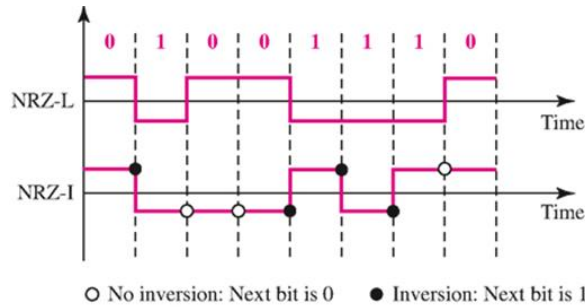 0 1 0 0 1 1 1 0
NRZ-L
Time
NRZ-I
Time
No inversion: Next bit is 0 Inversion: Next bit is 1